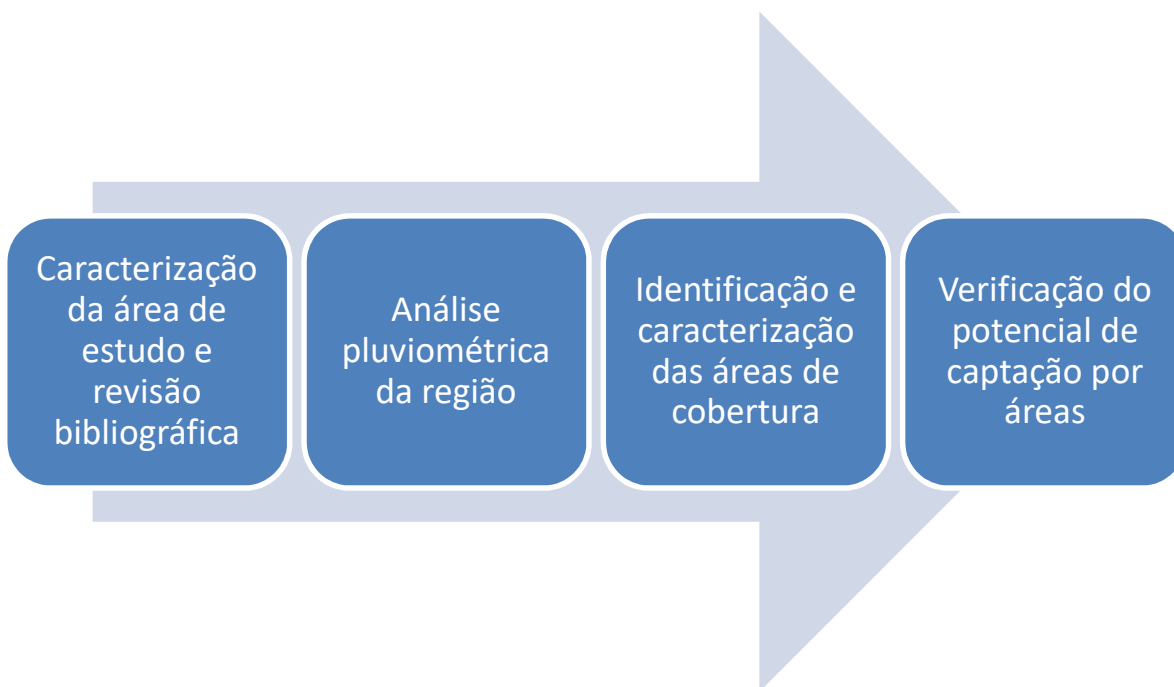 Caracterização
da área de
estudo e
revisão
bibliográfica
Análise
pluviométrica
da região
Identificação e
caracterização
das áreas de
cobertura
Verificação do
potencial de
captação por
áreas